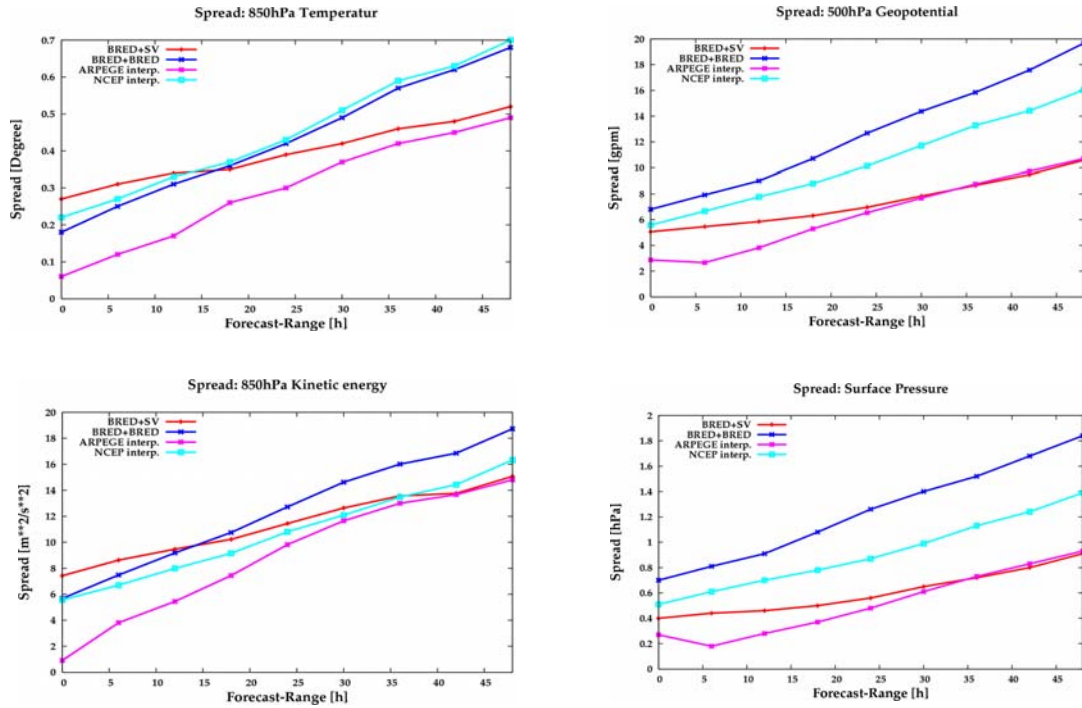 Spread: 850hPa Temperatur
Spread [Degree]
0.7
0.6
0.5
0.4
0.3
0.2
0.1
0
BRED+SV
BRED+BRED
ARPEGE interp.
NCEP interp.
0 5 10 15 20 25 30 35 40 45
Forecast-Range [h]
Spread: 500hPa Geopotential
Spread [gpm]
20
18
16
14
12
10
8
6
4
2
0
BRED+SV
BRED+BRED
ARPEGE interp.
NCEP interp.
0 5 10 15 20 25 30 35 40 45
Forecast-Range [h]
Spread: 850hPa Kinetic energy
Spread [m**2/s**2]
20
18
16
14
12
10
8
6
4
2
0
BRED+SV
BRED+BRED
ARPEGE interp.
NCEP interp.
0 5 10 15 20 25 30 35 40 45
Forecast-Range [h]
Spread: Surface Pressure
Spread [hPa]
2
1.8
1.6
1.4
1.2
1
0.8
0.6
0.4
0.2
0
BRED+SV
BRED+BRED
ARPEGE interp.
NCEP interp.
0 5 10 15 20 25 30 35 40 45
Forecast-Range [h]